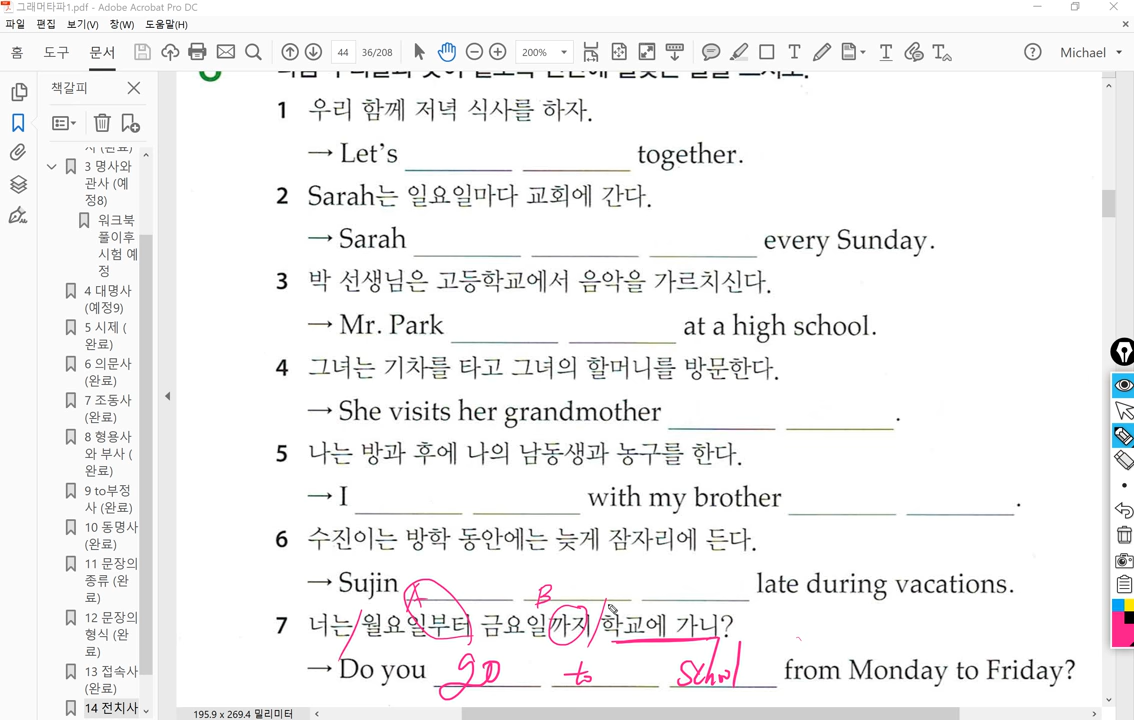 그래머타파1.pdf - Adobe Acrobat Pro DC
파일 편집 보기(V) 창(W) 도움말(H)
홈 도구 문서 44 36/208 200% Michael
책갈피
3 명사와
관사 (예
정8)
워크북
풀이후
시험 예
정
4 대명사
(예정9)
5 시제 (
완료)
6 의문사
(완료)
7 조동사
(완료)
8 형용사
와 부사 (
완료)
9 to부정
사 (완료)
10 동명사
(완료)
11 문장의
종류 (완
료)
12 문장의
형식 (완
료)
13 접속사
(완료)
14 전치사
1 우리 함께 저녁 식사를 하자.
→ Let's together.
2 Sarah는 일요일마다 교회에 간다.
→ Sarah every Sunday.
3 박 선생님은 고등학교에서 음악을 가르치신다.
→ Mr. Park at a high school.
4 그녀는 기차를 타고 그녀의 할머니를 방문한다.
→ She visits her grandmother .
5 나는 방과 후에 나의 남동생과 농구를 한다.
→ I with my brother .
6 수진이는 방학 동안에는 늦게 잠자리에 든다.
→ Sujin late during vacations.
A B
7 너는 월요일부터 금요일까지 학교에 가니?
→ Do you go to school from Monday to Friday?
195.9 x 269.4 밀리미터